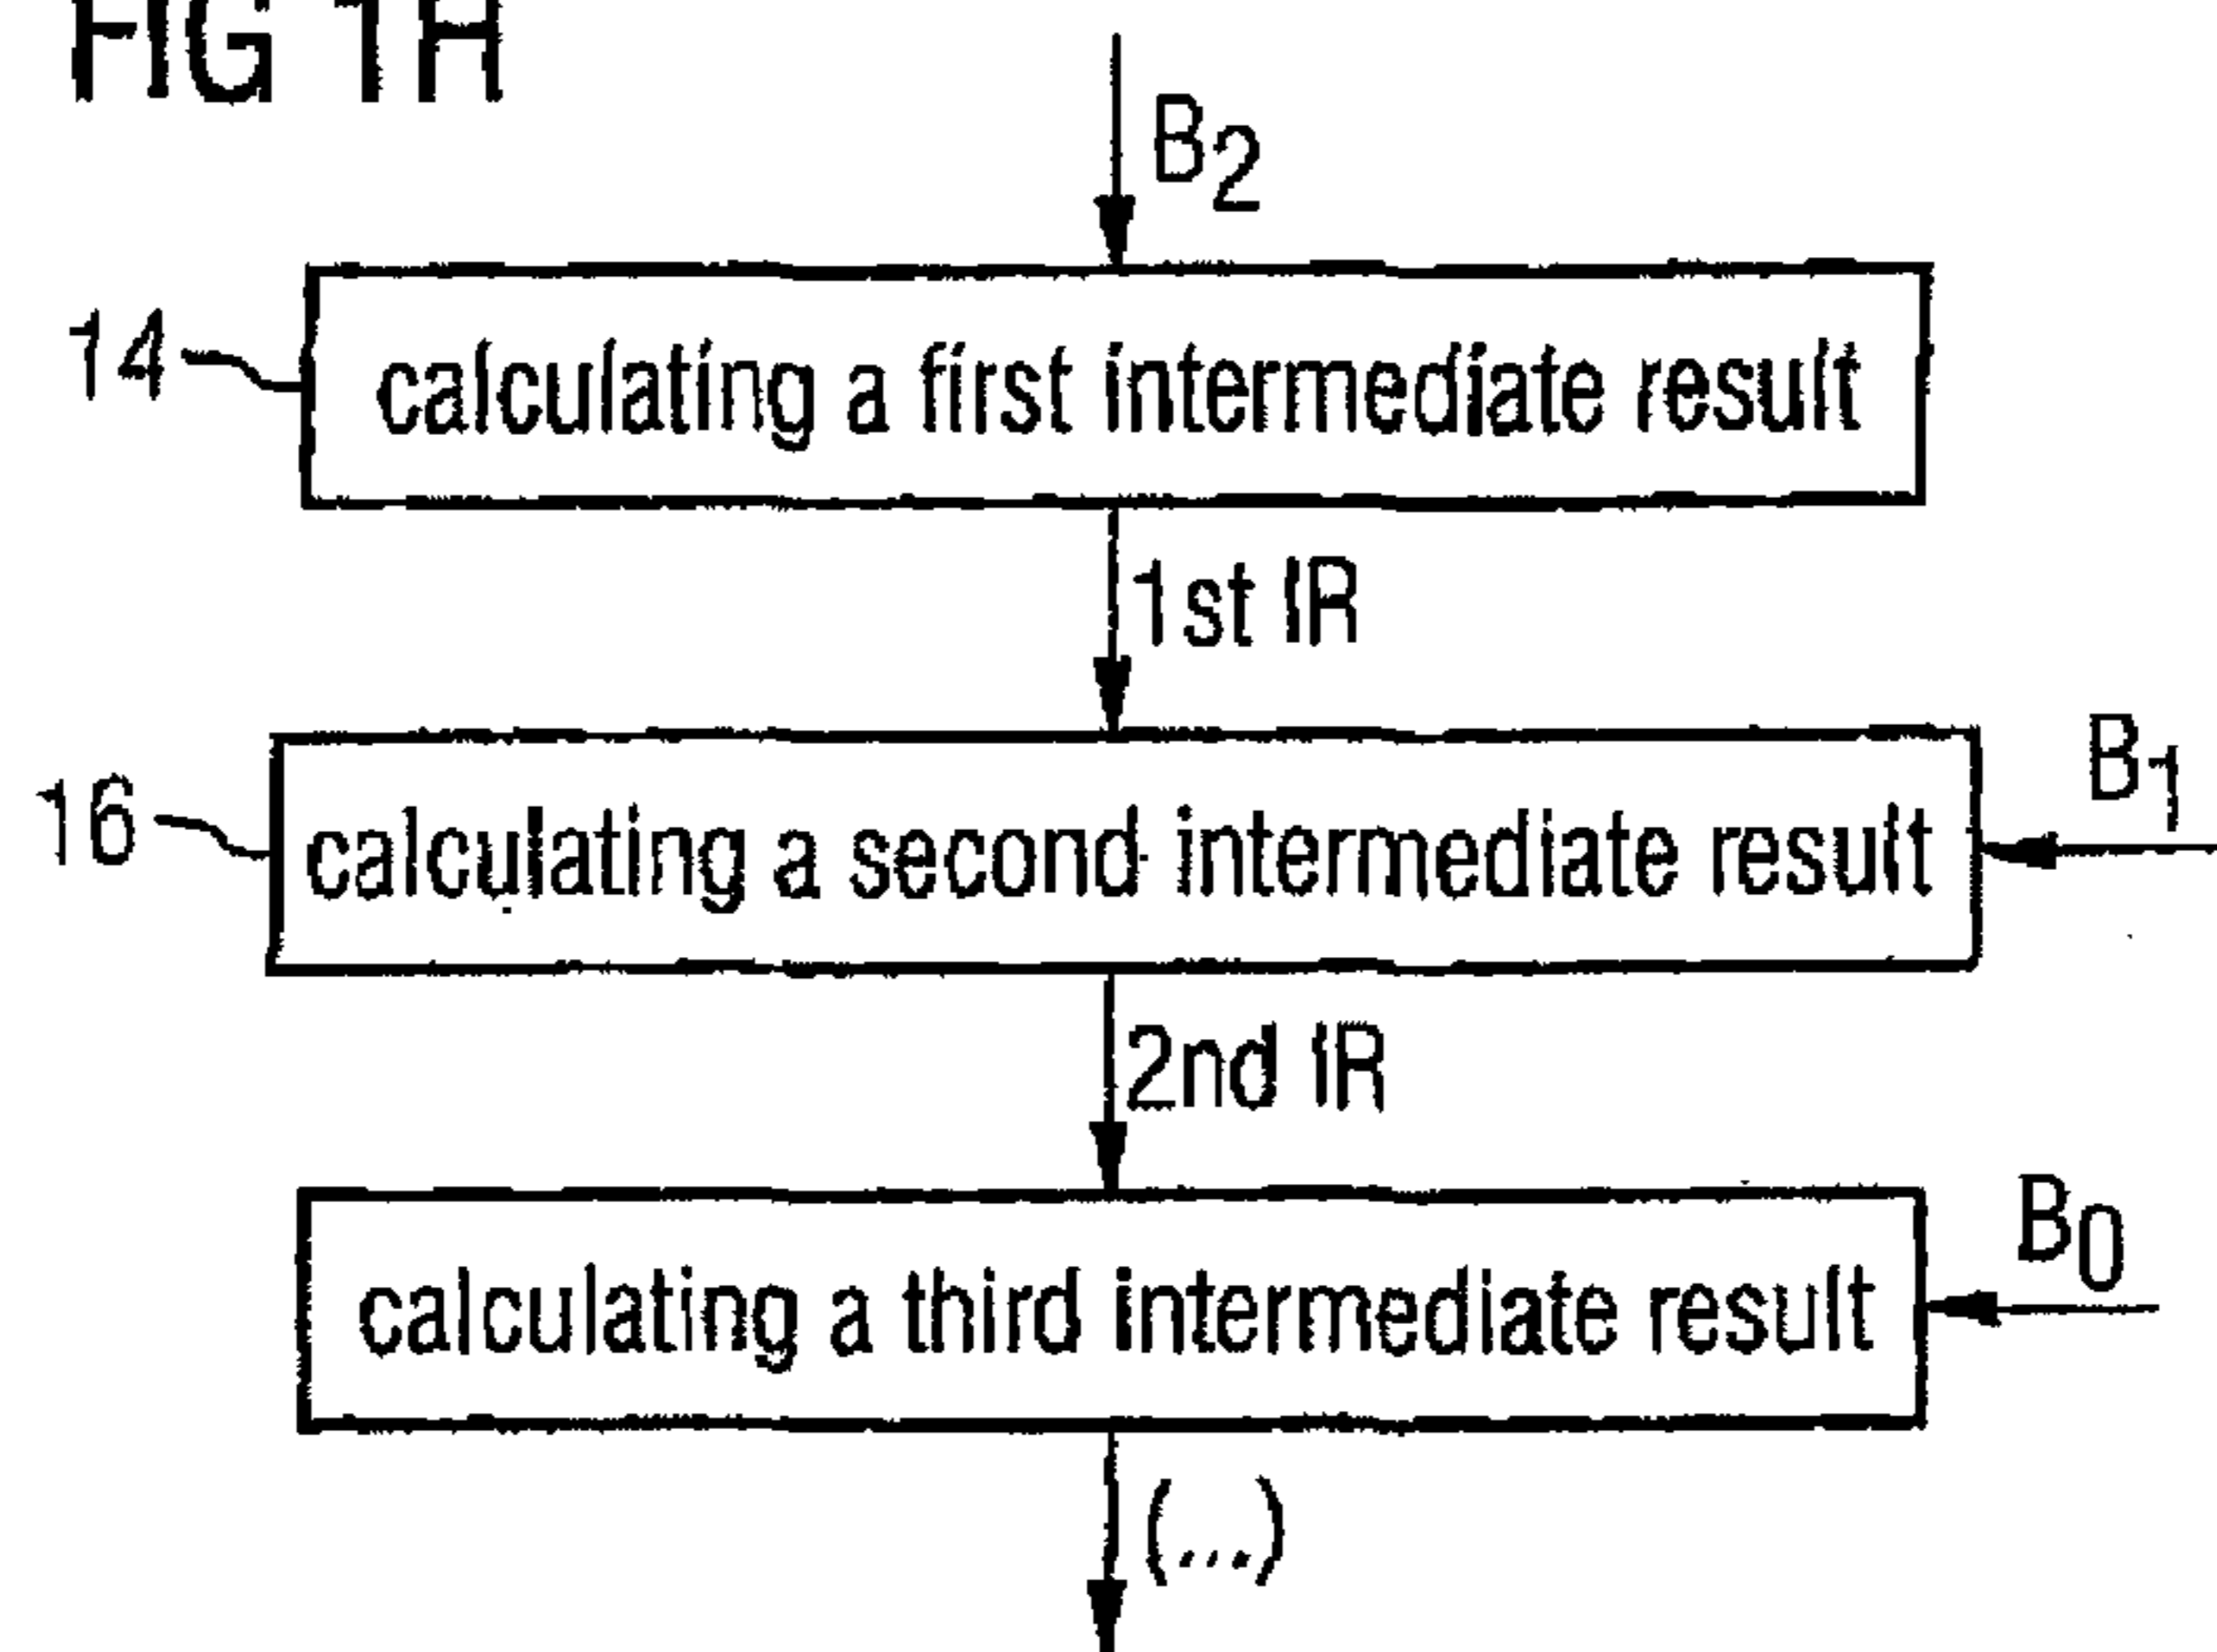 FIG 1H
B2
14
calculating a first intermediate result
1st IR
B1
16
calculating a second intermediate result
2nd IR
B0
calculating a third intermediate result
(...)